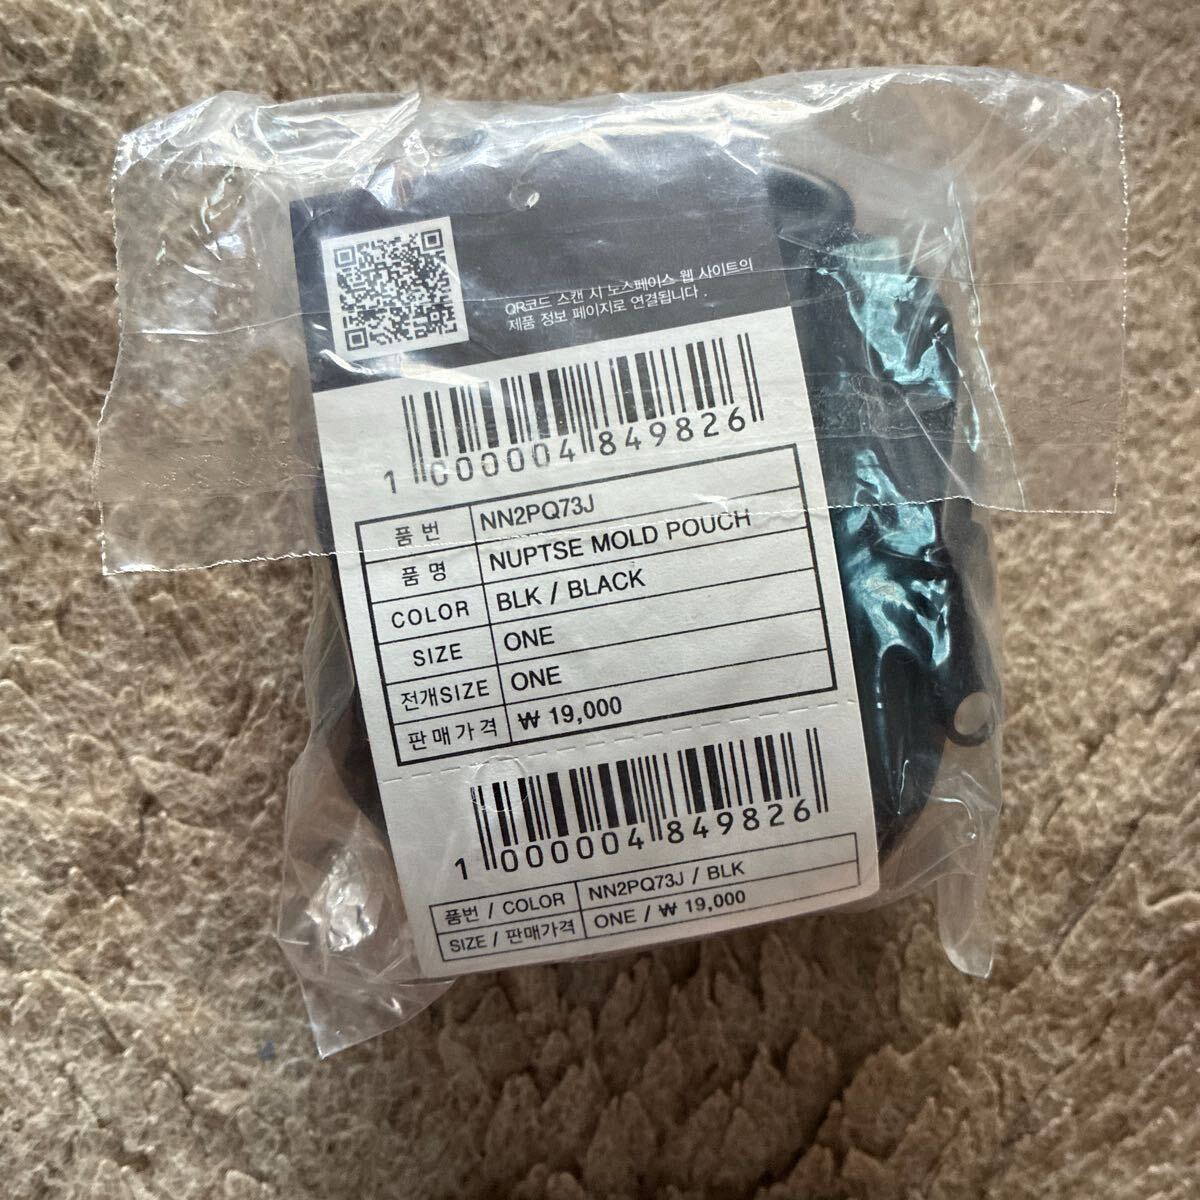 QR코드 스캔 시 노스페이스 웹 사이트의
제품 정보 페이지로 연결됩니다.
1 000004 849826
품번 NN2PQ73J
품명 NUPTSE MOLD POUCH
COLOR BLK / BLACK
SIZE ONE
전개SIZE ONE
판매가격 ₩ 19,000
1 000004 849826
품번 / COLOR NN2PQ73J / BLK
SIZE / 판매가격 ONE / ₩ 19,000